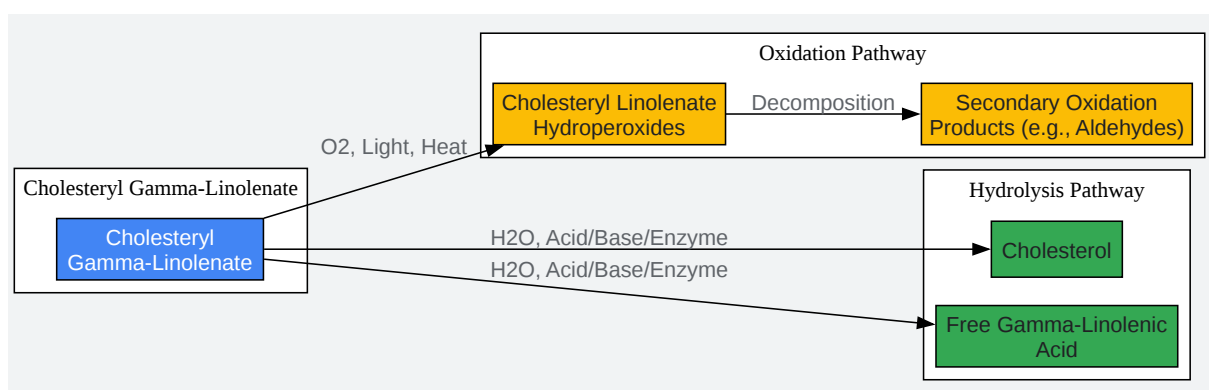 Oxidation Pathway
Cholesteryl Linolenate
Hydroperoxides
Decomposition
Secondary Oxidation
Products (e.g., Aldehydes)
O2, Light, Heat
Cholesteryl Gamma-Linolenate
Cholesteryl
Gamma-Linolenate
H2O, Acid/Base/Enzyme
H2O, Acid/Base/Enzyme
Hydrolysis Pathway
Cholesterol
Free Gamma-Linolenic
Acid